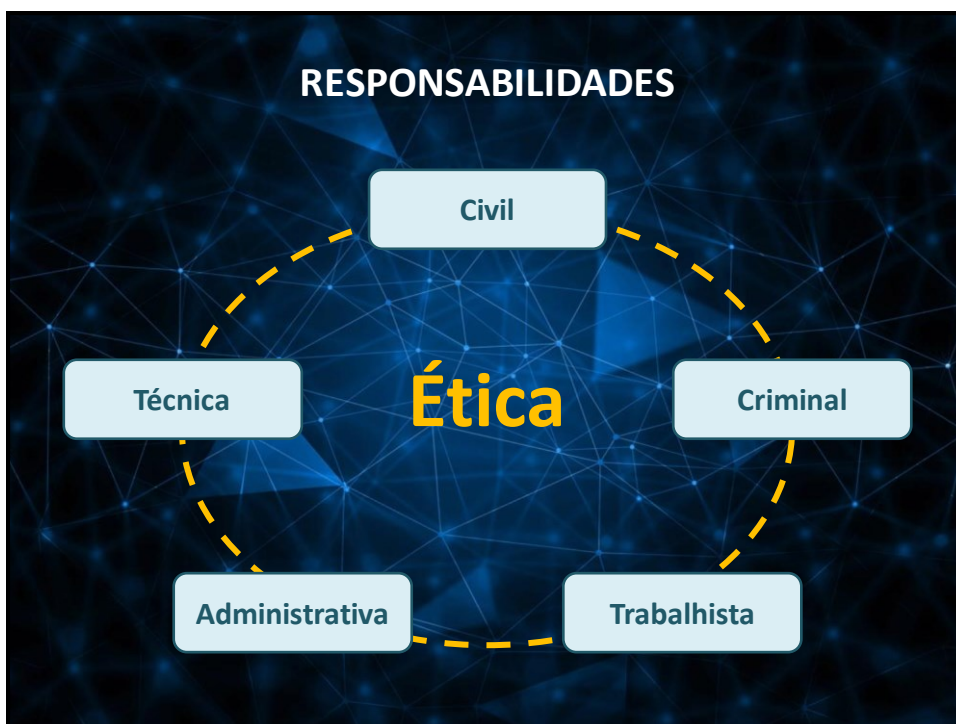 RESPONSABILIDADES
Civil
Técnica
Ética
Criminal
Administrativa
Trabalhista